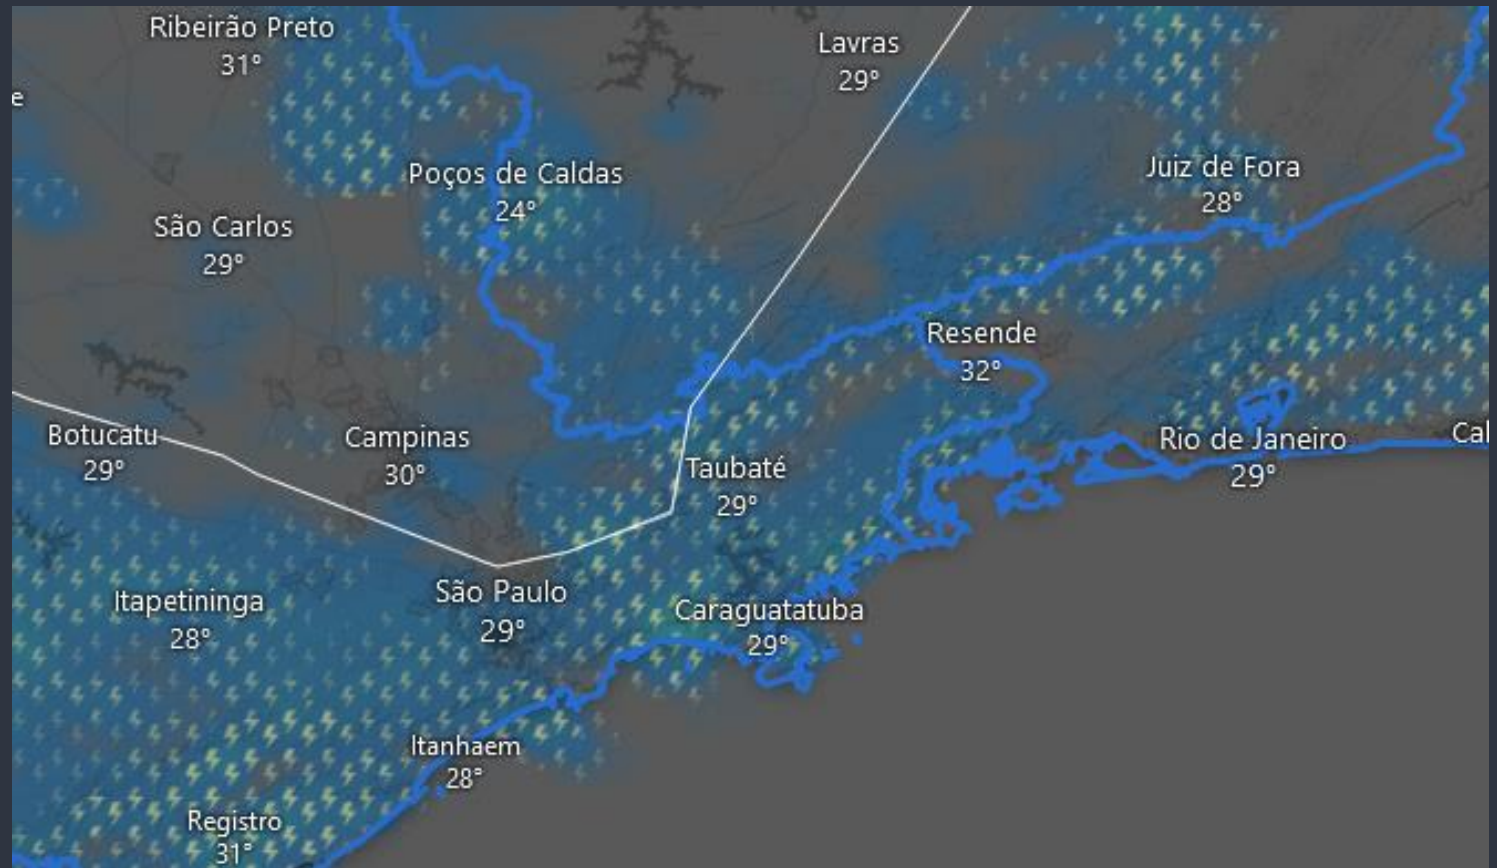 Ribeirão Preto
31°
Lavras
29°
e
Poços de Caldas
24°
Juiz de Fora
28°
São Carlos
29°
Resende
32°
Botucatu
29°
Campinas
30°
Taubaté
29°
Rio de Janeiro
29°
Cal
Itapetininga
28°
São Paulo
29°
Caraguatatuba
29°
Itanhaem
28°
Registro
31°